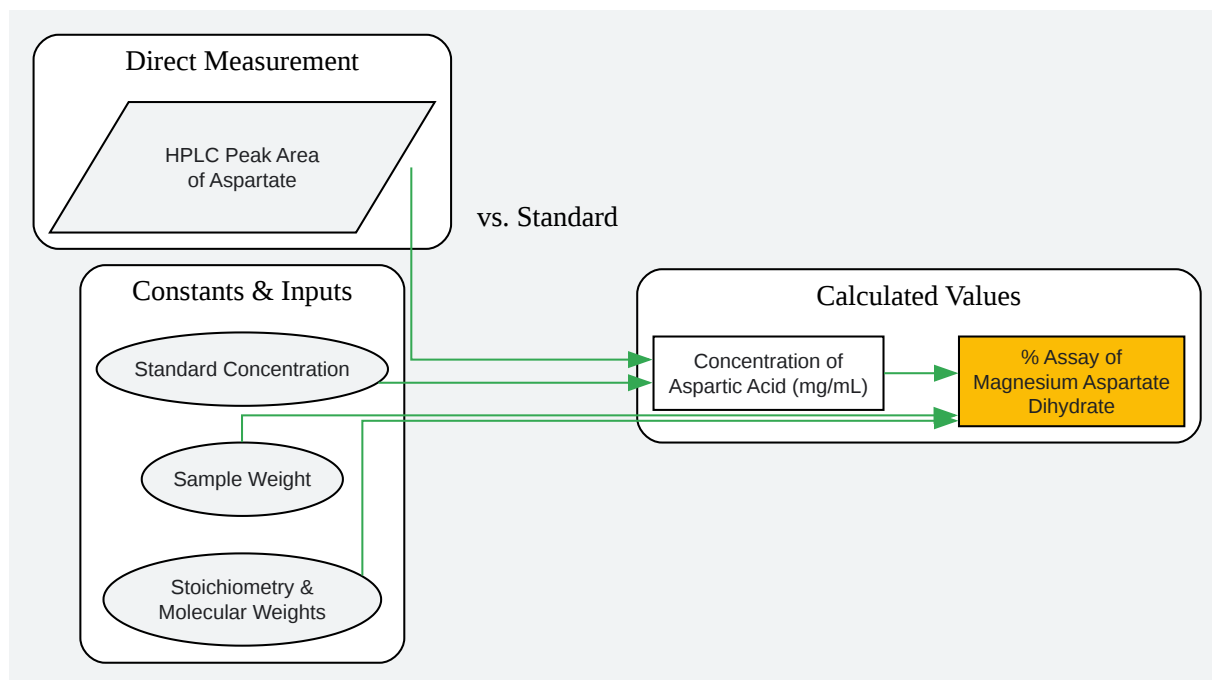 Direct Measurement
HPLC Peak Area
of Aspartate
vs. Standard
Constants & Inputs
Standard Concentration
Sample Weight
Stoichiometry &
Molecular Weights
Calculated Values
Concentration of
Aspartic Acid (mg/mL)
% Assay of
Magnesium Aspartate
Dihydrate